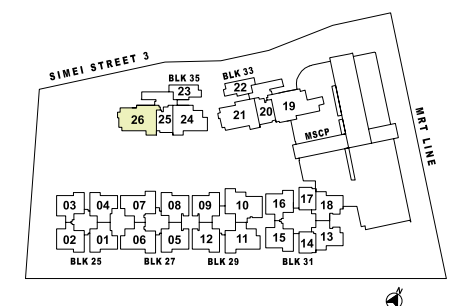 SIMEI STREET 3
BLK 35
BLK 33
23
22
26
25
24
21
20
19
MSCP
MRT LINE
03
04
07
08
09
10
16
17
18
02
01
06
05
12
11
15
14
13
BLK 25
BLK 27
BLK 29
BLK 31
N